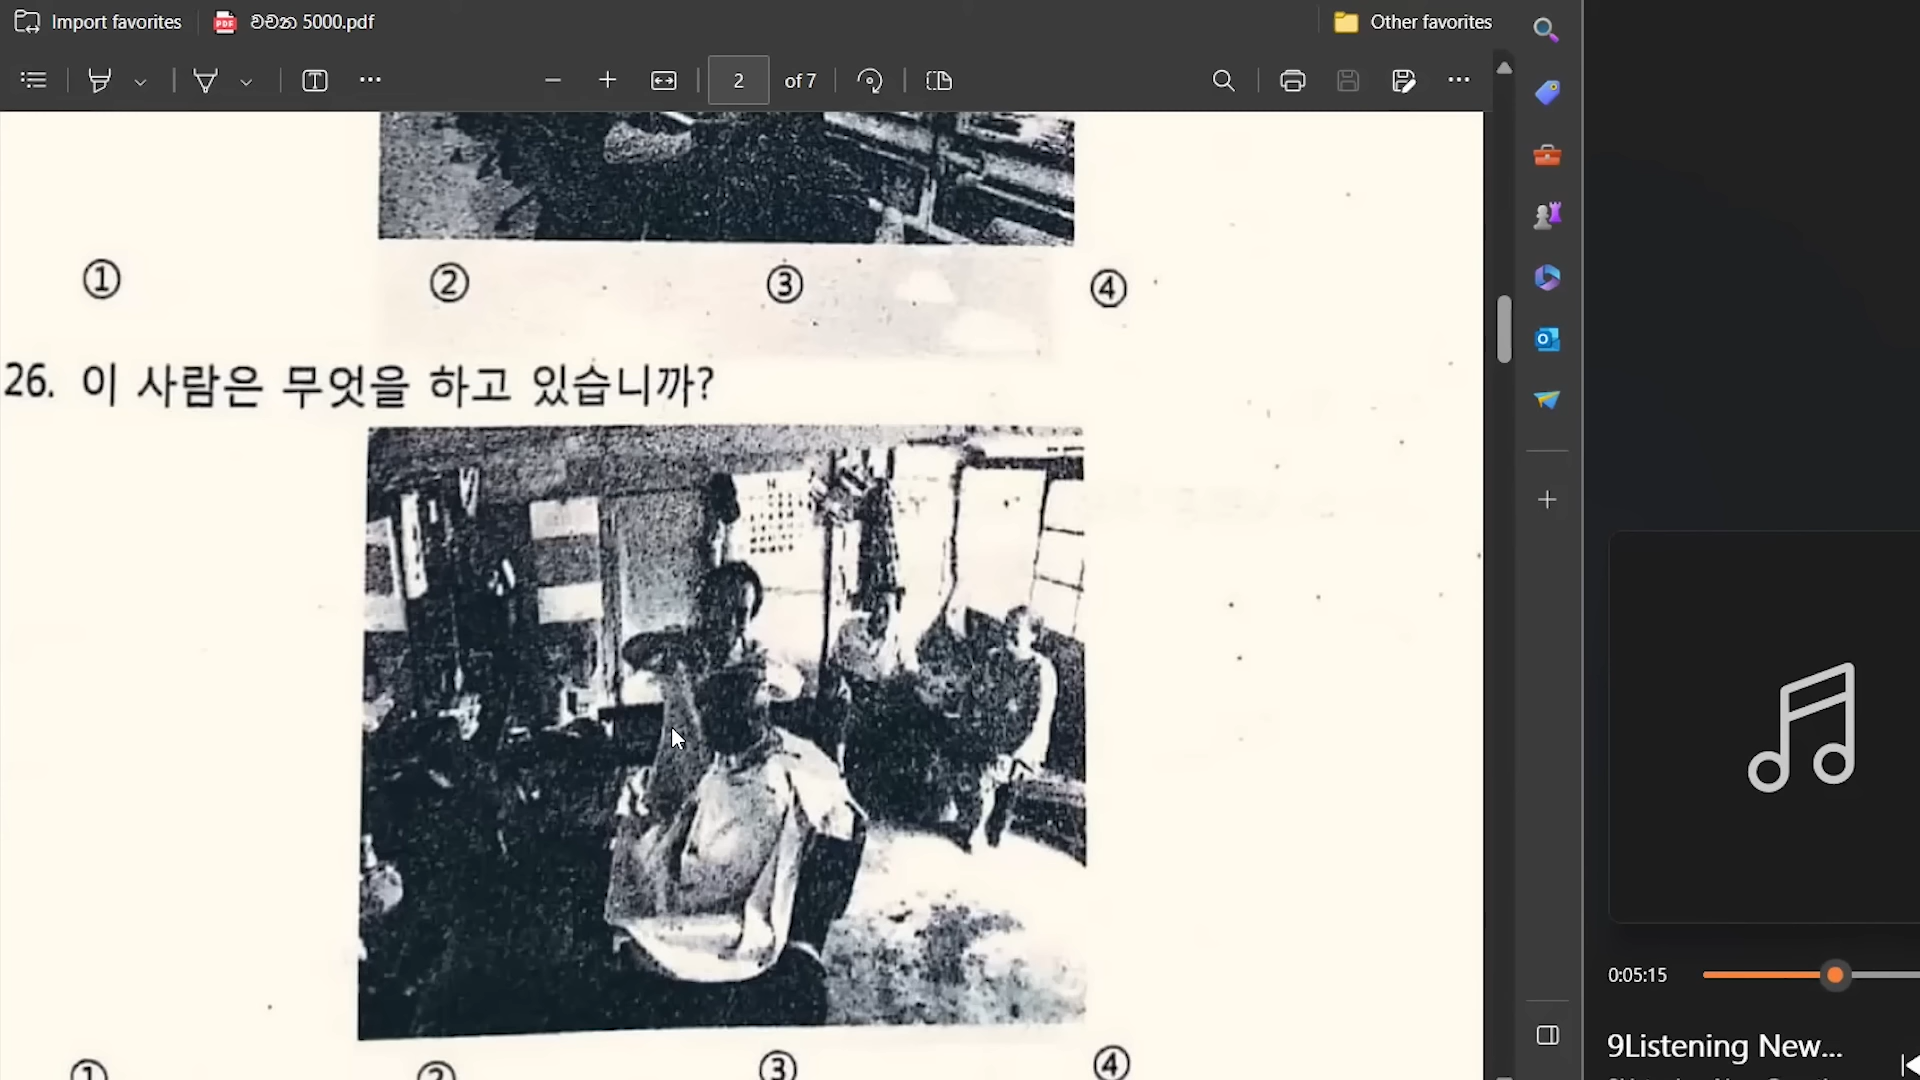 Import favorites
වචන 5000.pdf
Other favorites
2 of 7
① ② ③ ④
26. 이 사람은 무엇을 하고 있습니까?
① ② ③ ④
0:05:15
9Listening New...